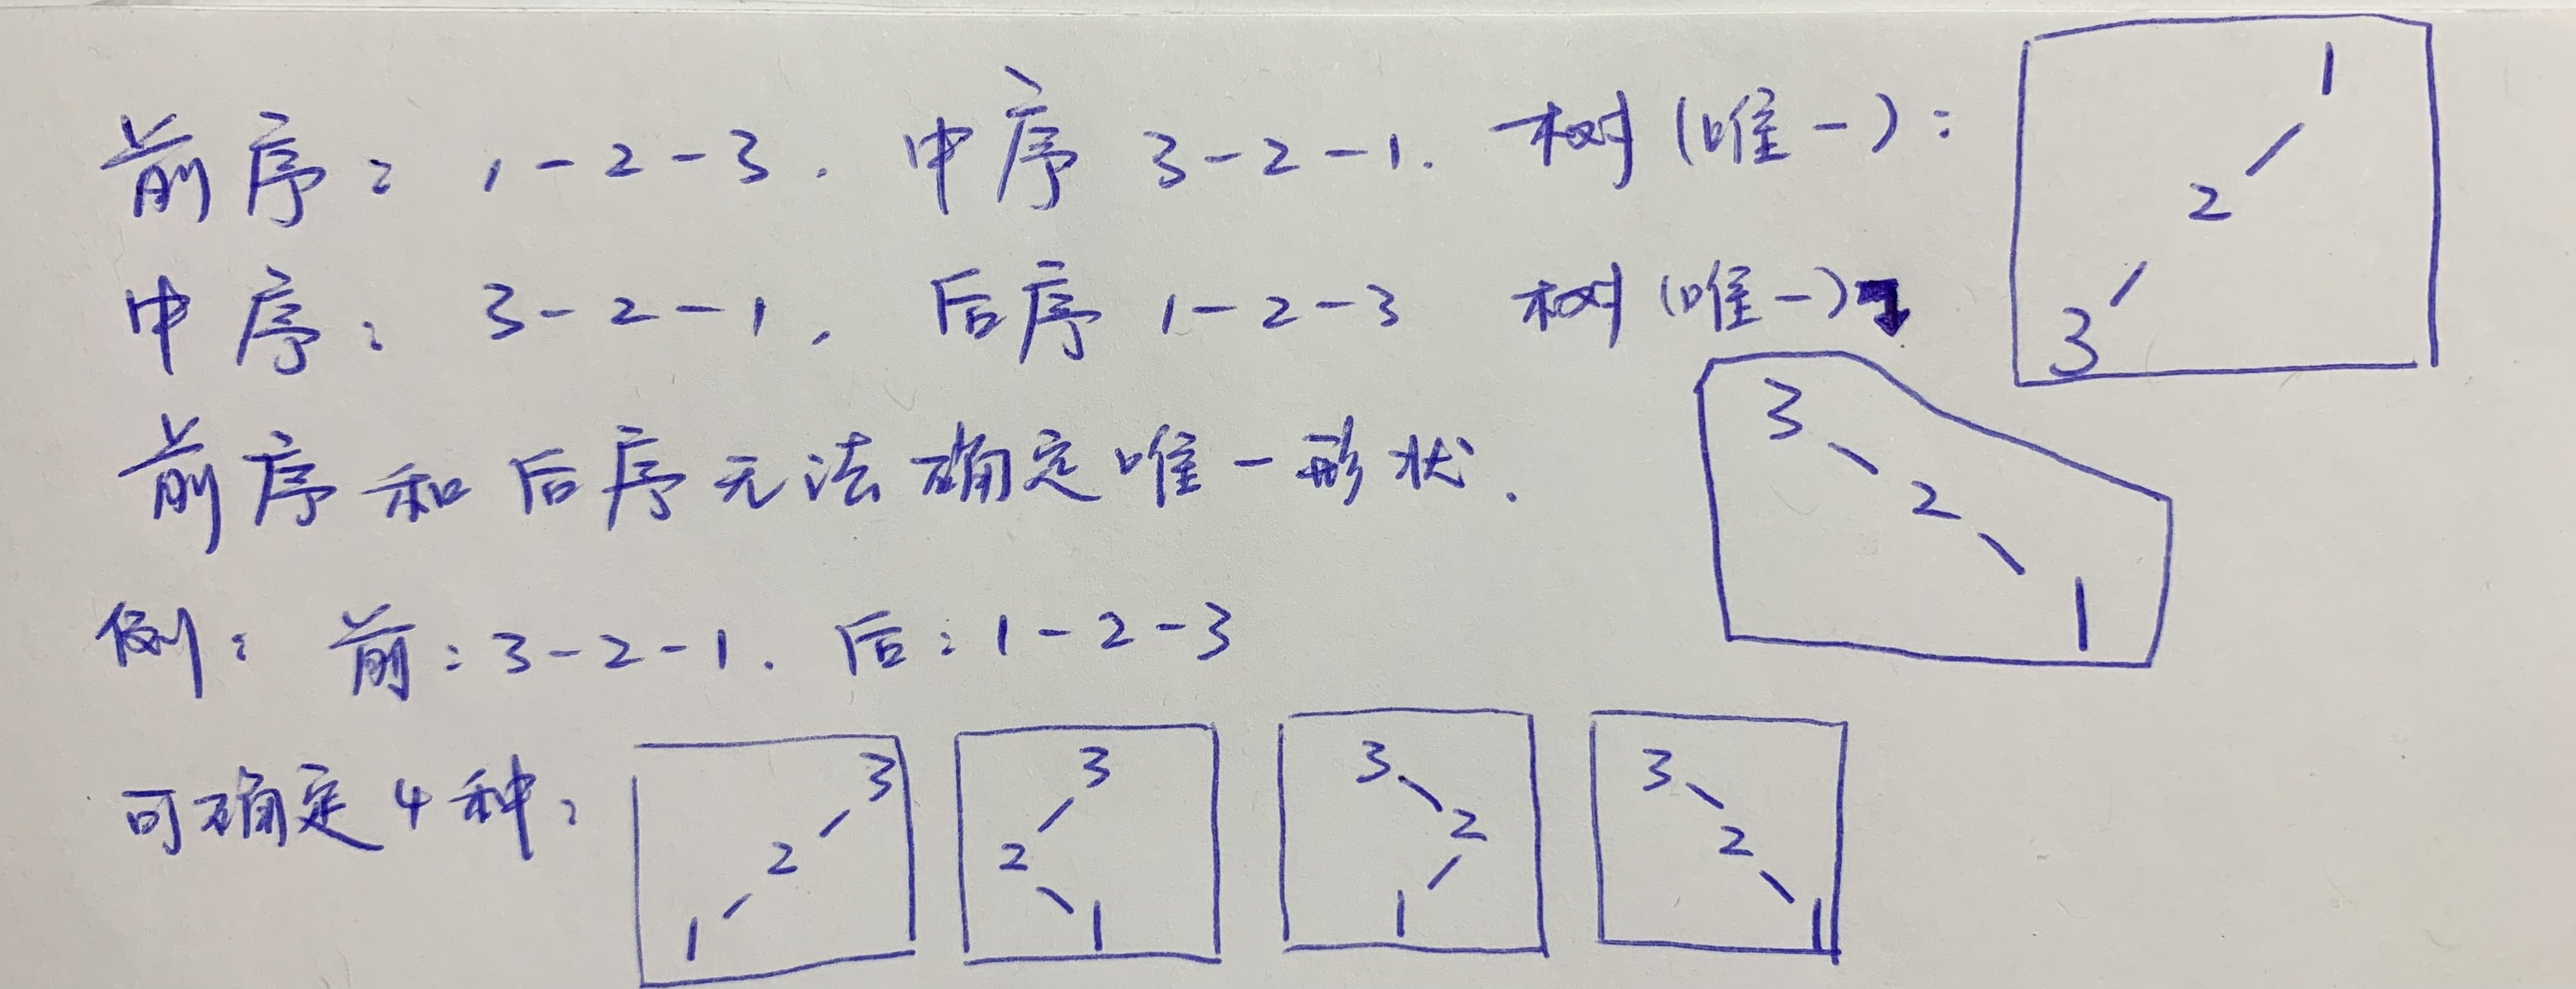 前序：1-2-3. 中序 3-2-1. 树(唯一)：
1
2
3
中序：3-2-1, 后序 1-2-3 树(唯一)
3
2
1
前序和后序无法确定唯一形状.
例：前：3-2-1. 后：1-2-3
可确定4种：
3 3 3 3
2 2 2 2
1 1 1 1